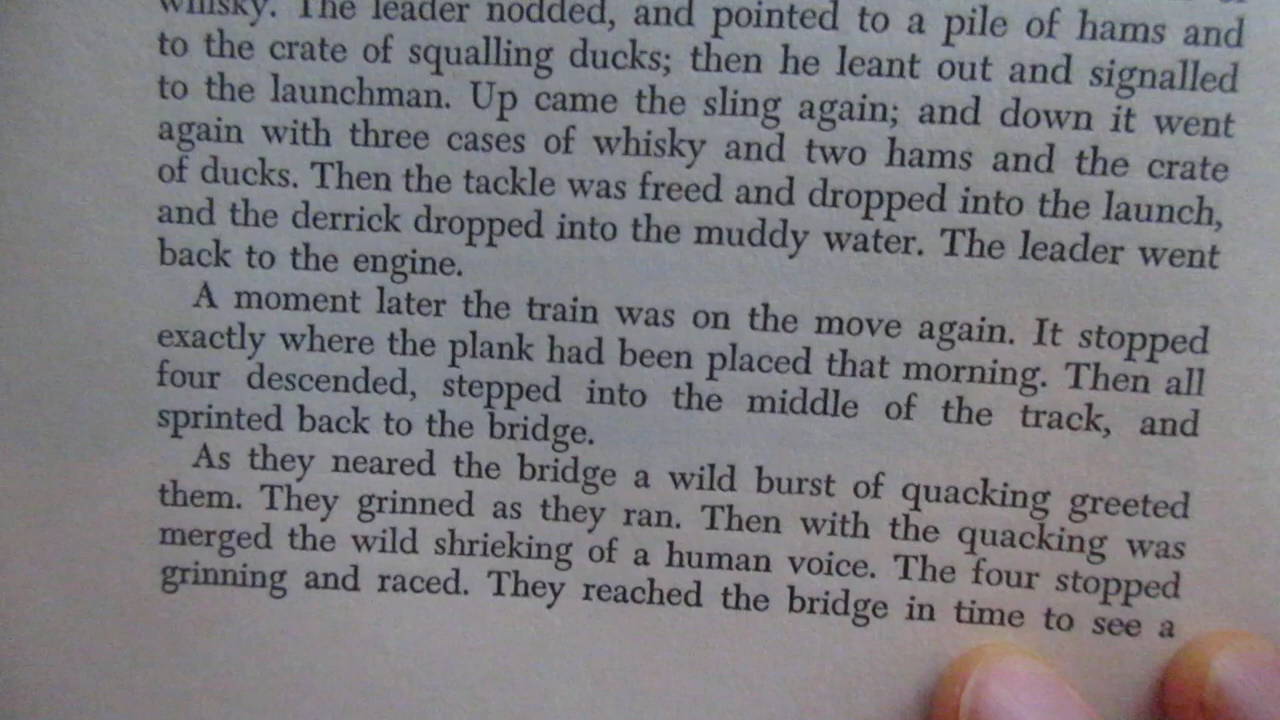 whisky. The leader nodded, and pointed to a pile of hams and
to the crate of squalling ducks; then he leant out and signalled
to the launchman. Up came the sling again; and down it went
again with three cases of whisky and two hams and the crate
of ducks. Then the tackle was freed and dropped into the launch,
and the derrick dropped into the muddy water. The leader went
back to the engine.
A moment later the train was on the move again. It stopped
exactly where the plank had been placed that morning. Then all
four descended, stepped into the middle of the track, and
sprinted back to the bridge.
As they neared the bridge a wild burst of quacking greeted
them. They grinned as they ran. Then with the quacking was
merged the wild shrieking of a human voice. The four stopped
grinning and raced. They reached the bridge in time to see a